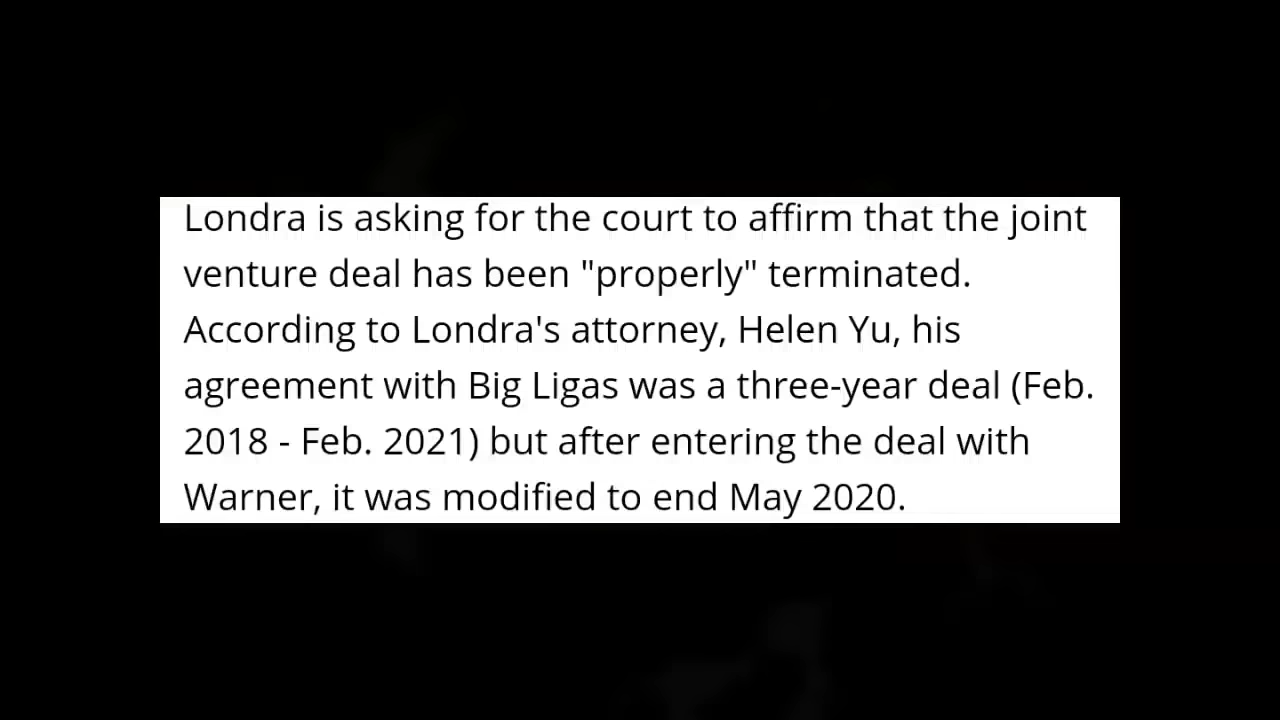 Londra is asking for the court to affirm that the joint
venture deal has been "properly" terminated.
According to Londra's attorney, Helen Yu, his
agreement with Big Ligas was a three-year deal (Feb.
2018 - Feb. 2021) but after entering the deal with
Warner, it was modified to end May 2020.